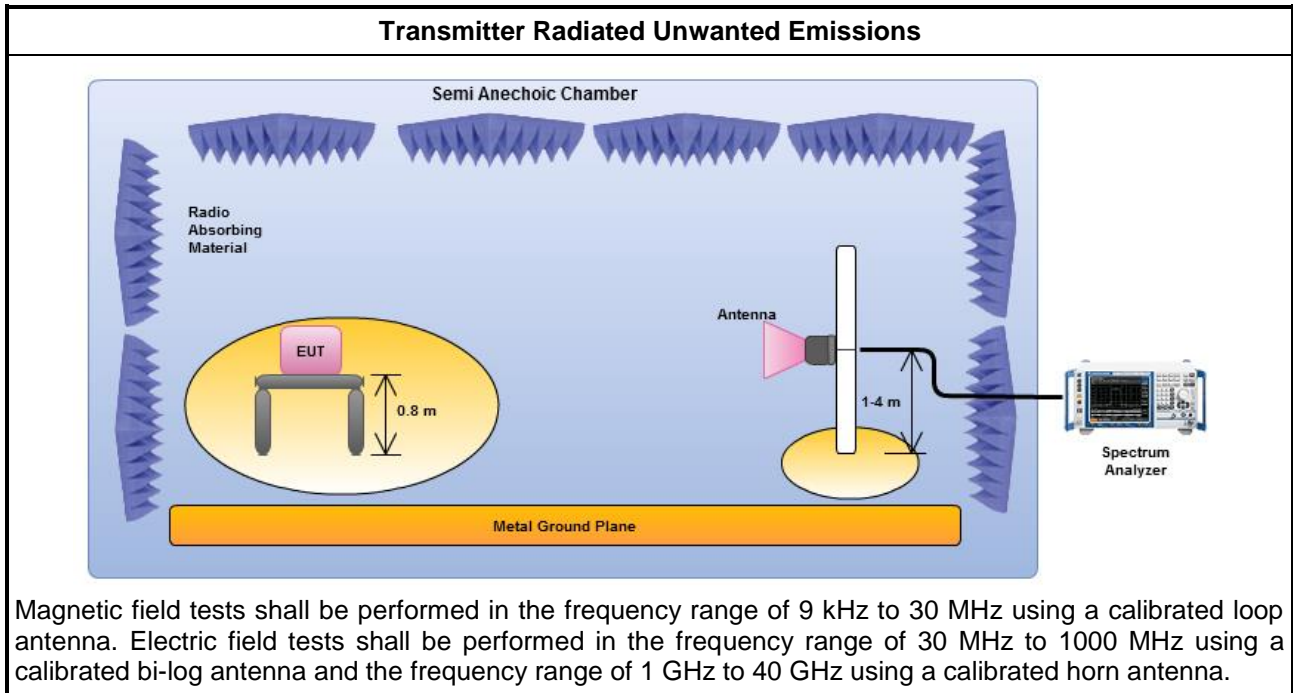 Transmitter Radiated Unwanted Emissions
Semi Anechoic Chamber
Radio
Absorbing
Material
Antenna
EUT
0.8 m
1-4 m
Spectrum
Analyzer
Metal Ground Plane
Magnetic field tests shall be performed in the frequency range of 9 kHz to 30 MHz using a calibrated loop
antenna. Electric field tests shall be performed in the frequency range of 30 MHz to 1000 MHz using a
calibrated bi-log antenna and the frequency range of 1 GHz to 40 GHz using a calibrated horn antenna.